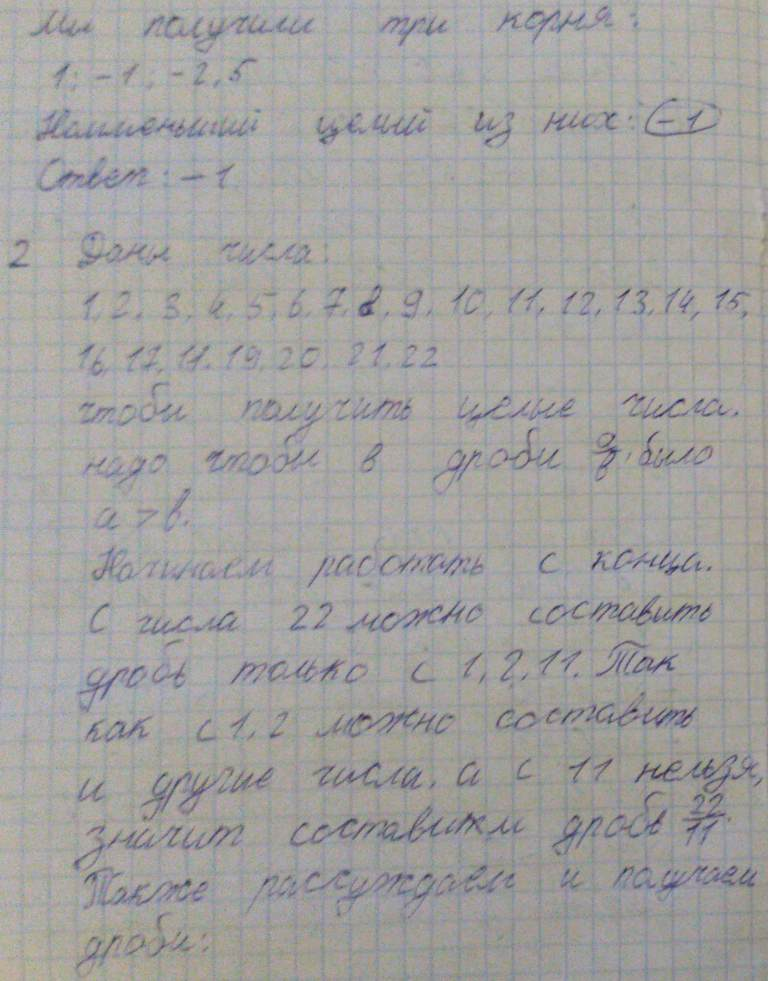 Мы получили три корня:
1; -1; -2,5
Наименьший целый из них: -1
Ответ: -1
2 Даны числа:
1, 2, 3, 4, 5, 6, 7, 8, 9, 10, 11, 12, 13, 14, 15,
16, 17, 18, 19, 20, 21, 22
чтобы получить целые числа,
надо чтобы в дроби a/b было
a > b.
Начинаем работать с конца.
С числа 22 можно составить
дробь только с 1, 2, 11. Так
как с 1, 2 можно составить
и другие числа, а с 11 нельзя,
значит составим дробь 22/11.
Также рассуждаем и получаем
дроби: